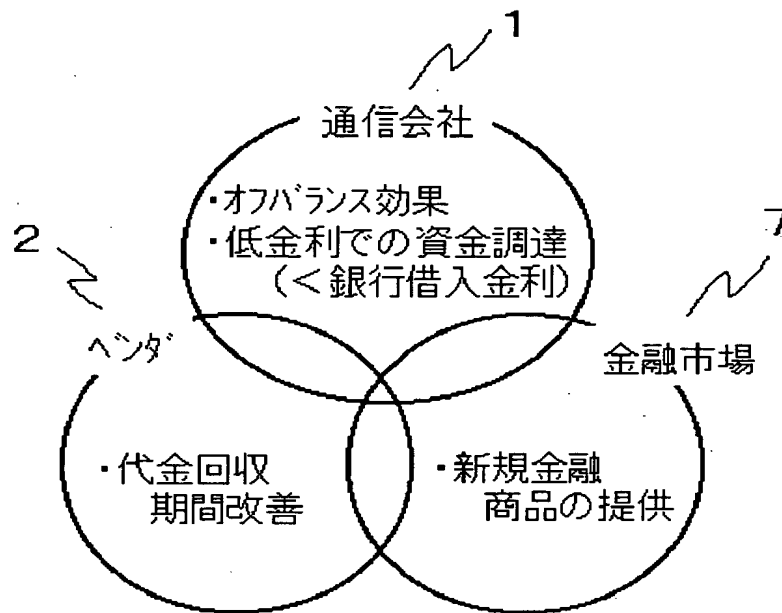 1
通信会社
・オフバランス効果
・低金利での資金調達
(<銀行借入金利)
2
7
ベンダ
金融市場
・代金回収
期間改善
・新規金融
商品の提供